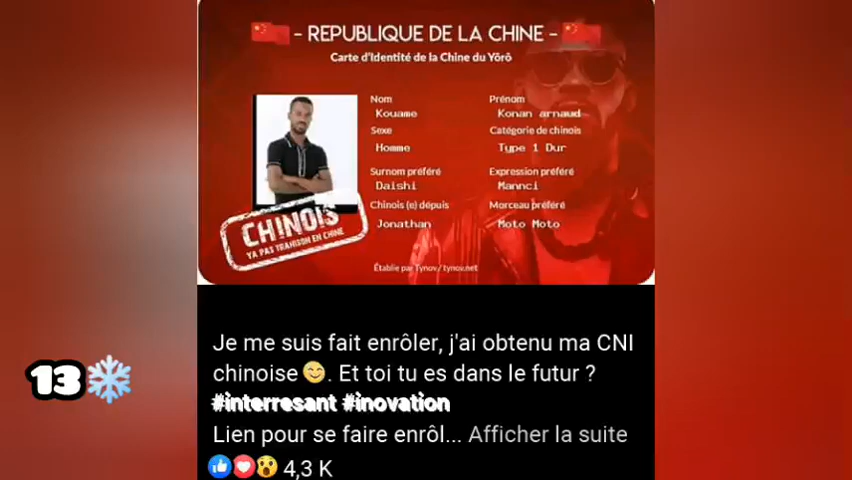 - REPUBLIQUE DE LA CHINE -
Carte d'Identité de la Chine du Yôrô
Nom
Kouame
Prénom
Konan arnaud
Sexe
Homme
Catégorie de chinois
Type 1 Dur
Surnom préféré
Daishi
Expression préféré
Mannci
Chinois (e) dépuis
Jonathan
Morceau préféré
Moto Moto
CHINOIS
YA PAS TRAHISON EN CHINE
Établie par Tynov/tynov.net
Je me suis fait enrôler, j'ai obtenu ma CNI
chinoise 😊. Et toi tu es dans le futur ?
#interresant #inovation
Lien pour se faire enrôl... Afficher la suite
4,3 K
13❄️